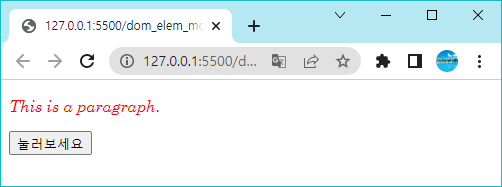 127.0.0.1:5500/dom_elem_mo
127.0.0.1:5500/d...
This is a paragraph.
눌러보세요